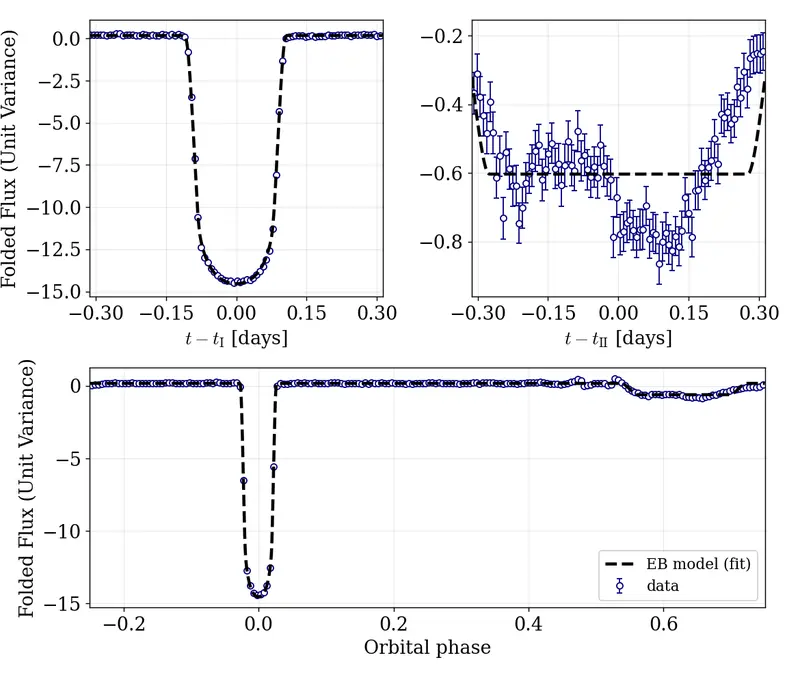 Folded Flux (Unit Variance)
0.0
−2.5
−5.0
−7.5
−10.0
−12.5
−15.0
−0.30 −0.15 0.00 0.15 0.30
t − tI [days]
−0.2
−0.4
−0.6
−0.8
−0.30 −0.15 0.00 0.15 0.30
t − tII [days]
Folded Flux (Unit Variance)
0
−5
−10
−15
−0.2 0.0 0.2 0.4 0.6
Orbital phase
EB model (fit)
data